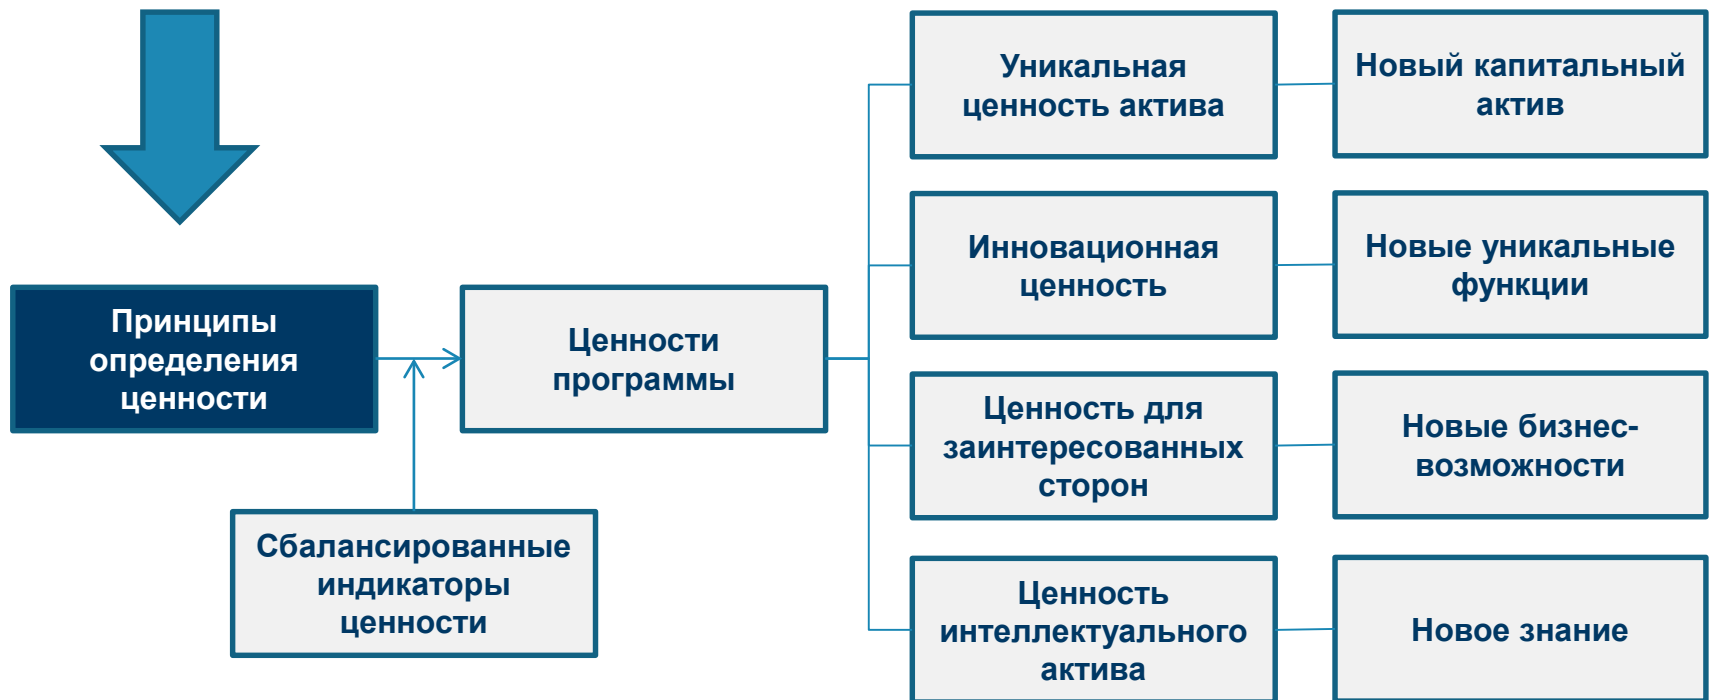 Принципы
определения
ценности
Сбалансированные
индикаторы
ценности
Ценности
программы
Уникальная
ценность актива
Новый капитальный
актив
Инновационная
ценность
Новые уникальные
функции
Ценность для
заинтересованных
сторон
Новые бизнес-
возможности
Ценность
интеллектуального
актива
Новое знание